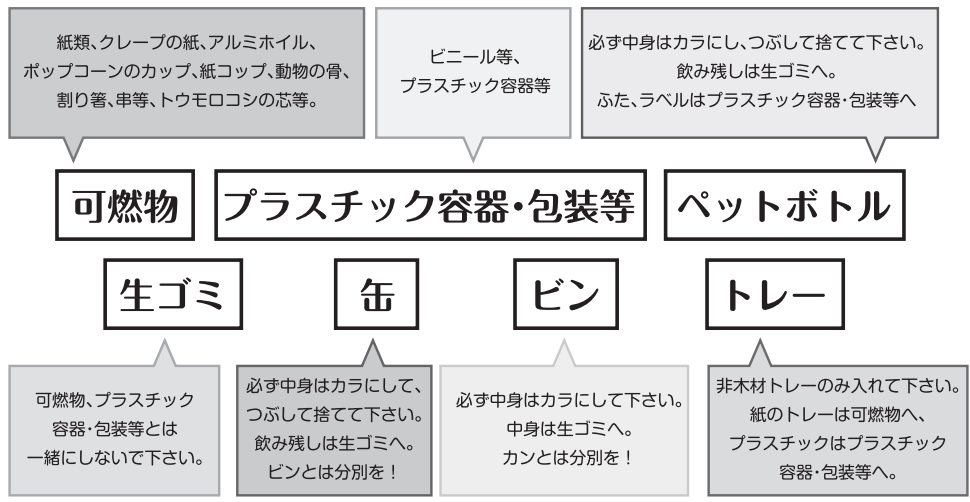 紙類、クレープの紙、アルミホイル、
ポップコーンのカップ、紙コップ、動物の骨、
割り箸、串等、トウモロコシの芯等。
ビニール等、
プラスチック容器等
必ず中身はカラにし、つぶして捨てて下さい。
飲み残しは生ゴミへ。
ふた、ラベルはプラスチック容器・包装等へ
可燃物
プラスチック容器・包装等
ペットボトル
生ゴミ
缶
ビン
トレー
可燃物、プラスチック
容器・包装等とは
一緒にしないで下さい。
必ず中身はカラにして、
つぶして捨てて下さい。
飲み残しは生ゴミへ。
ビンとは分別を！
必ず中身はカラにして下さい。
中身は生ゴミへ。
カンとは分別を！
非木材トレーのみ入れて下さい。
紙のトレーは可燃物へ、
プラスチックはプラスチック
容器・包装等へ。